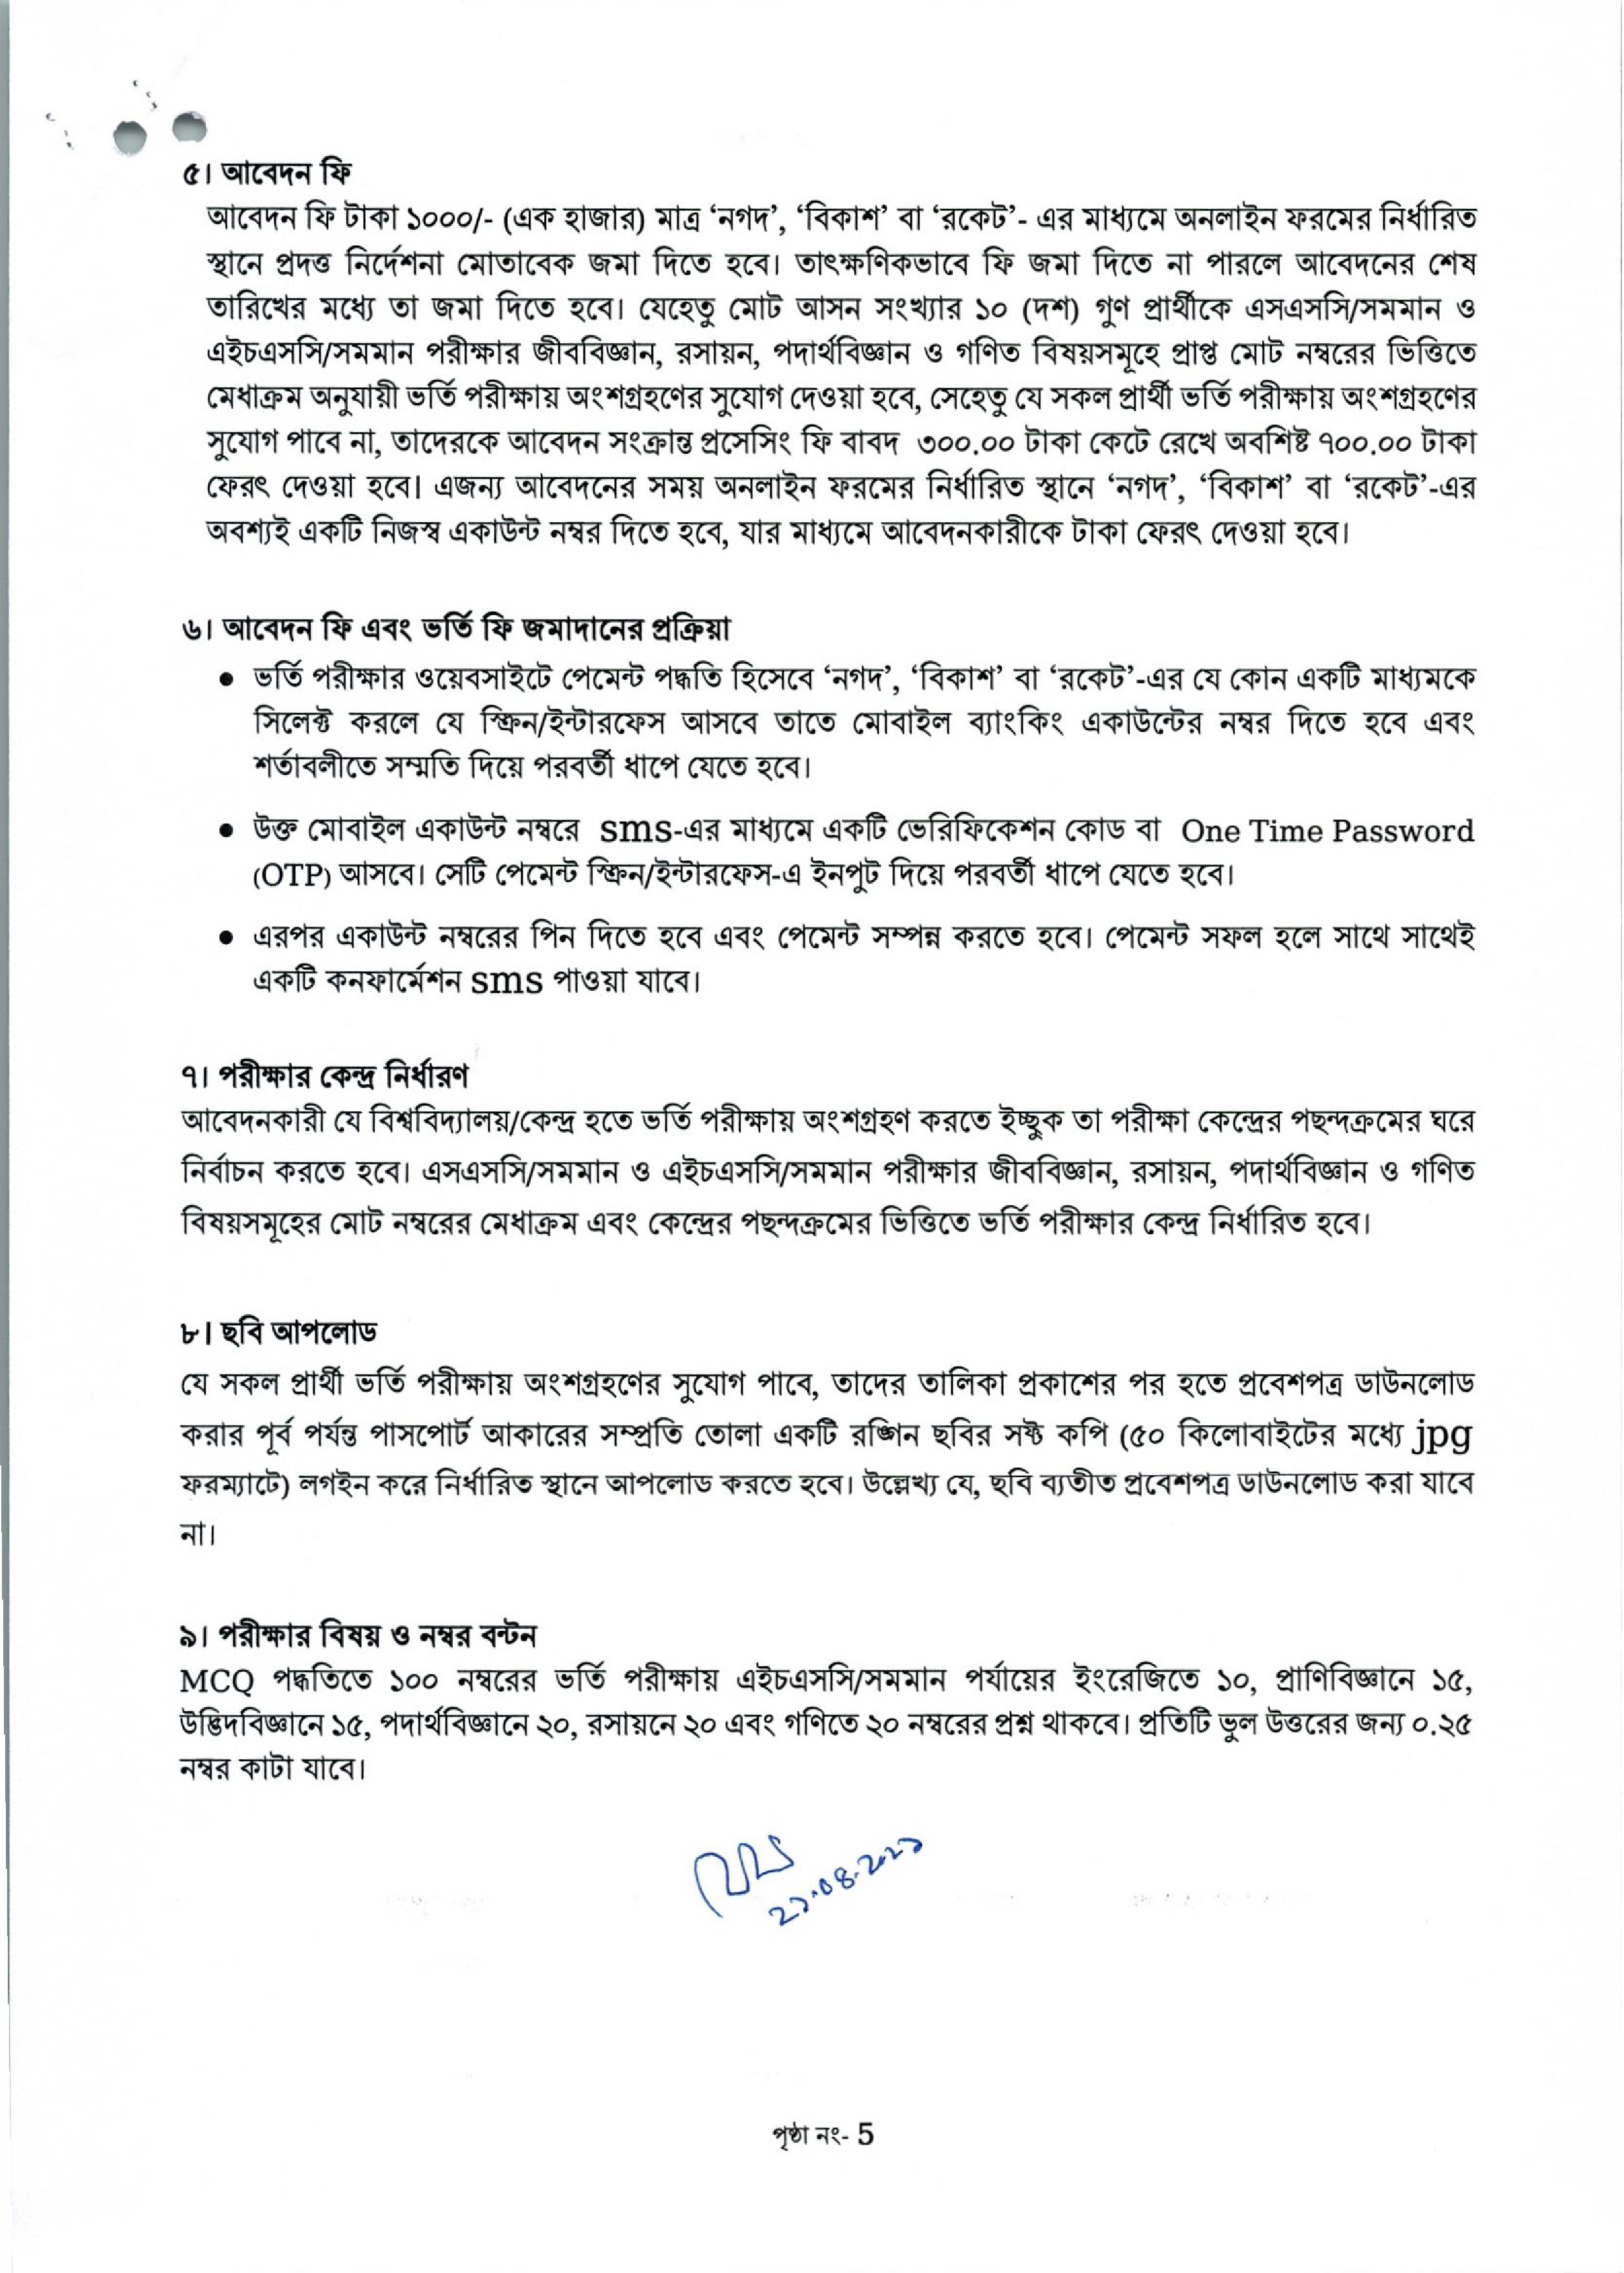 ৫। আবেদন ফি
আবেদন ফি টাকা ১০০০/- (এক হাজার) মাত্র ‘নগদ’, ‘বিকাশ’ বা ‘রকেট’- এর মাধ্যমে অনলাইন ফরমের নির্ধারিত
স্থানে প্রদত্ত নির্দেশনা মোতাবেক জমা দিতে হবে। তাৎক্ষণিকভাবে ফি জমা দিতে না পারলে আবেদনের শেষ
তারিখের মধ্যে তা জমা দিতে হবে। যেহেতু মোট আসন সংখ্যার ১০ (দশ) গুণ প্রার্থীকে এসএসসি/সমমান ও
এইচএসসি/সমমান পরীক্ষার জীববিজ্ঞান, রসায়ন, পদার্থবিজ্ঞান ও গণিত বিষয়সমূহে প্রাপ্ত মোট নম্বরের ভিত্তিতে
মেধাক্রম অনুযায়ী ভর্তি পরীক্ষায় অংশগ্রহণের সুযোগ দেওয়া হবে, সেহেতু যে সকল প্রার্থী ভর্তি পরীক্ষায় অংশগ্রহণের
সুযোগ পাবে না, তাদেরকে আবেদন সংক্রান্ত প্রসেসিং ফি বাবদ ৩০০.০০ টাকা কেটে রেখে অবশিষ্ট ৭০০.০০ টাকা
ফেরৎ দেওয়া হবে। এজন্য আবেদনের সময় অনলাইন ফরমের নির্ধারিত স্থানে ‘নগদ’, ‘বিকাশ’ বা ‘রকেট’-এর
অবশ্যই একটি নিজস্ব একাউন্ট নম্বর দিতে হবে, যার মাধ্যমে আবেদনকারীকে টাকা ফেরৎ দেওয়া হবে।
৬। আবেদন ফি এবং ভর্তি ফি জমাদানের প্রক্রিয়া
● ভর্তি পরীক্ষার ওয়েবসাইটে পেমেন্ট পদ্ধতি হিসেবে ‘নগদ’, ‘বিকাশ’ বা ‘রকেট’-এর যে কোন একটি মাধ্যমকে
সিলেক্ট করলে যে স্ক্রিন/ইন্টারফেস আসবে তাতে মোবাইল ব্যাংকিং একাউন্টের নম্বর দিতে হবে এবং
শর্তাবলীতে সম্মতি দিয়ে পরবর্তী ধাপে যেতে হবে।
● উক্ত মোবাইল একাউন্ট নম্বরে sms-এর মাধ্যমে একটি ভেরিফিকেশন কোড বা One Time Password
(OTP) আসবে। সেটি পেমেন্ট স্ক্রিন/ইন্টারফেস-এ ইনপুট দিয়ে পরবর্তী ধাপে যেতে হবে।
● এরপর একাউন্ট নম্বরের পিন দিতে হবে এবং পেমেন্ট সম্পন্ন করতে হবে। পেমেন্ট সফল হলে সাথে সাথেই
একটি কনফার্মেশন sms পাওয়া যাবে।
৭। পরীক্ষার কেন্দ্র নির্ধারণ
আবেদনকারী যে বিশ্ববিদ্যালয়/কেন্দ্র হতে ভর্তি পরীক্ষায় অংশগ্রহণ করতে ইচ্ছুক তা পরীক্ষা কেন্দ্রের পছন্দক্রমের ঘরে
নির্বাচন করতে হবে। এসএসসি/সমমান ও এইচএসসি/সমমান পরীক্ষার জীববিজ্ঞান, রসায়ন, পদার্থবিজ্ঞান ও গণিত
বিষয়সমূহের মোট নম্বরের মেধাক্রম এবং কেন্দ্রের পছন্দক্রমের ভিত্তিতে ভর্তি পরীক্ষার কেন্দ্র নির্ধারিত হবে।
৮। ছবি আপলোড
যে সকল প্রার্থী ভর্তি পরীক্ষায় অংশগ্রহণের সুযোগ পাবে, তাদের তালিকা প্রকাশের পর হতে প্রবেশপত্র ডাউনলোড
করার পূর্ব পর্যন্ত পাসপোর্ট আকারের সম্প্রতি তোলা একটি রঙ্গিন ছবির সফ্ট কপি (৫০ কিলোবাইটের মধ্যে jpg
ফরম্যাটে) লগইন করে নির্ধারিত স্থানে আপলোড করতে হবে। উল্লেখ্য যে, ছবি ব্যতীত প্রবেশপত্র ডাউনলোড করা যাবে
না।
৯। পরীক্ষার বিষয় ও নম্বর বন্টন
MCQ পদ্ধতিতে ১০০ নম্বরের ভর্তি পরীক্ষায় এইচএসসি/সমমান পর্যায়ের ইংরেজিতে ১০, প্রাণিবিজ্ঞানে ১৫,
উদ্ভিদবিজ্ঞানে ১৫, পদার্থবিজ্ঞানে ২০, রসায়নে ২০ এবং গণিতে ২০ নম্বরের প্রশ্ন থাকবে। প্রতিটি ভুল উত্তরের জন্য ০.২৫
নম্বর কাটা যাবে।
পৃষ্ঠা নং- 5